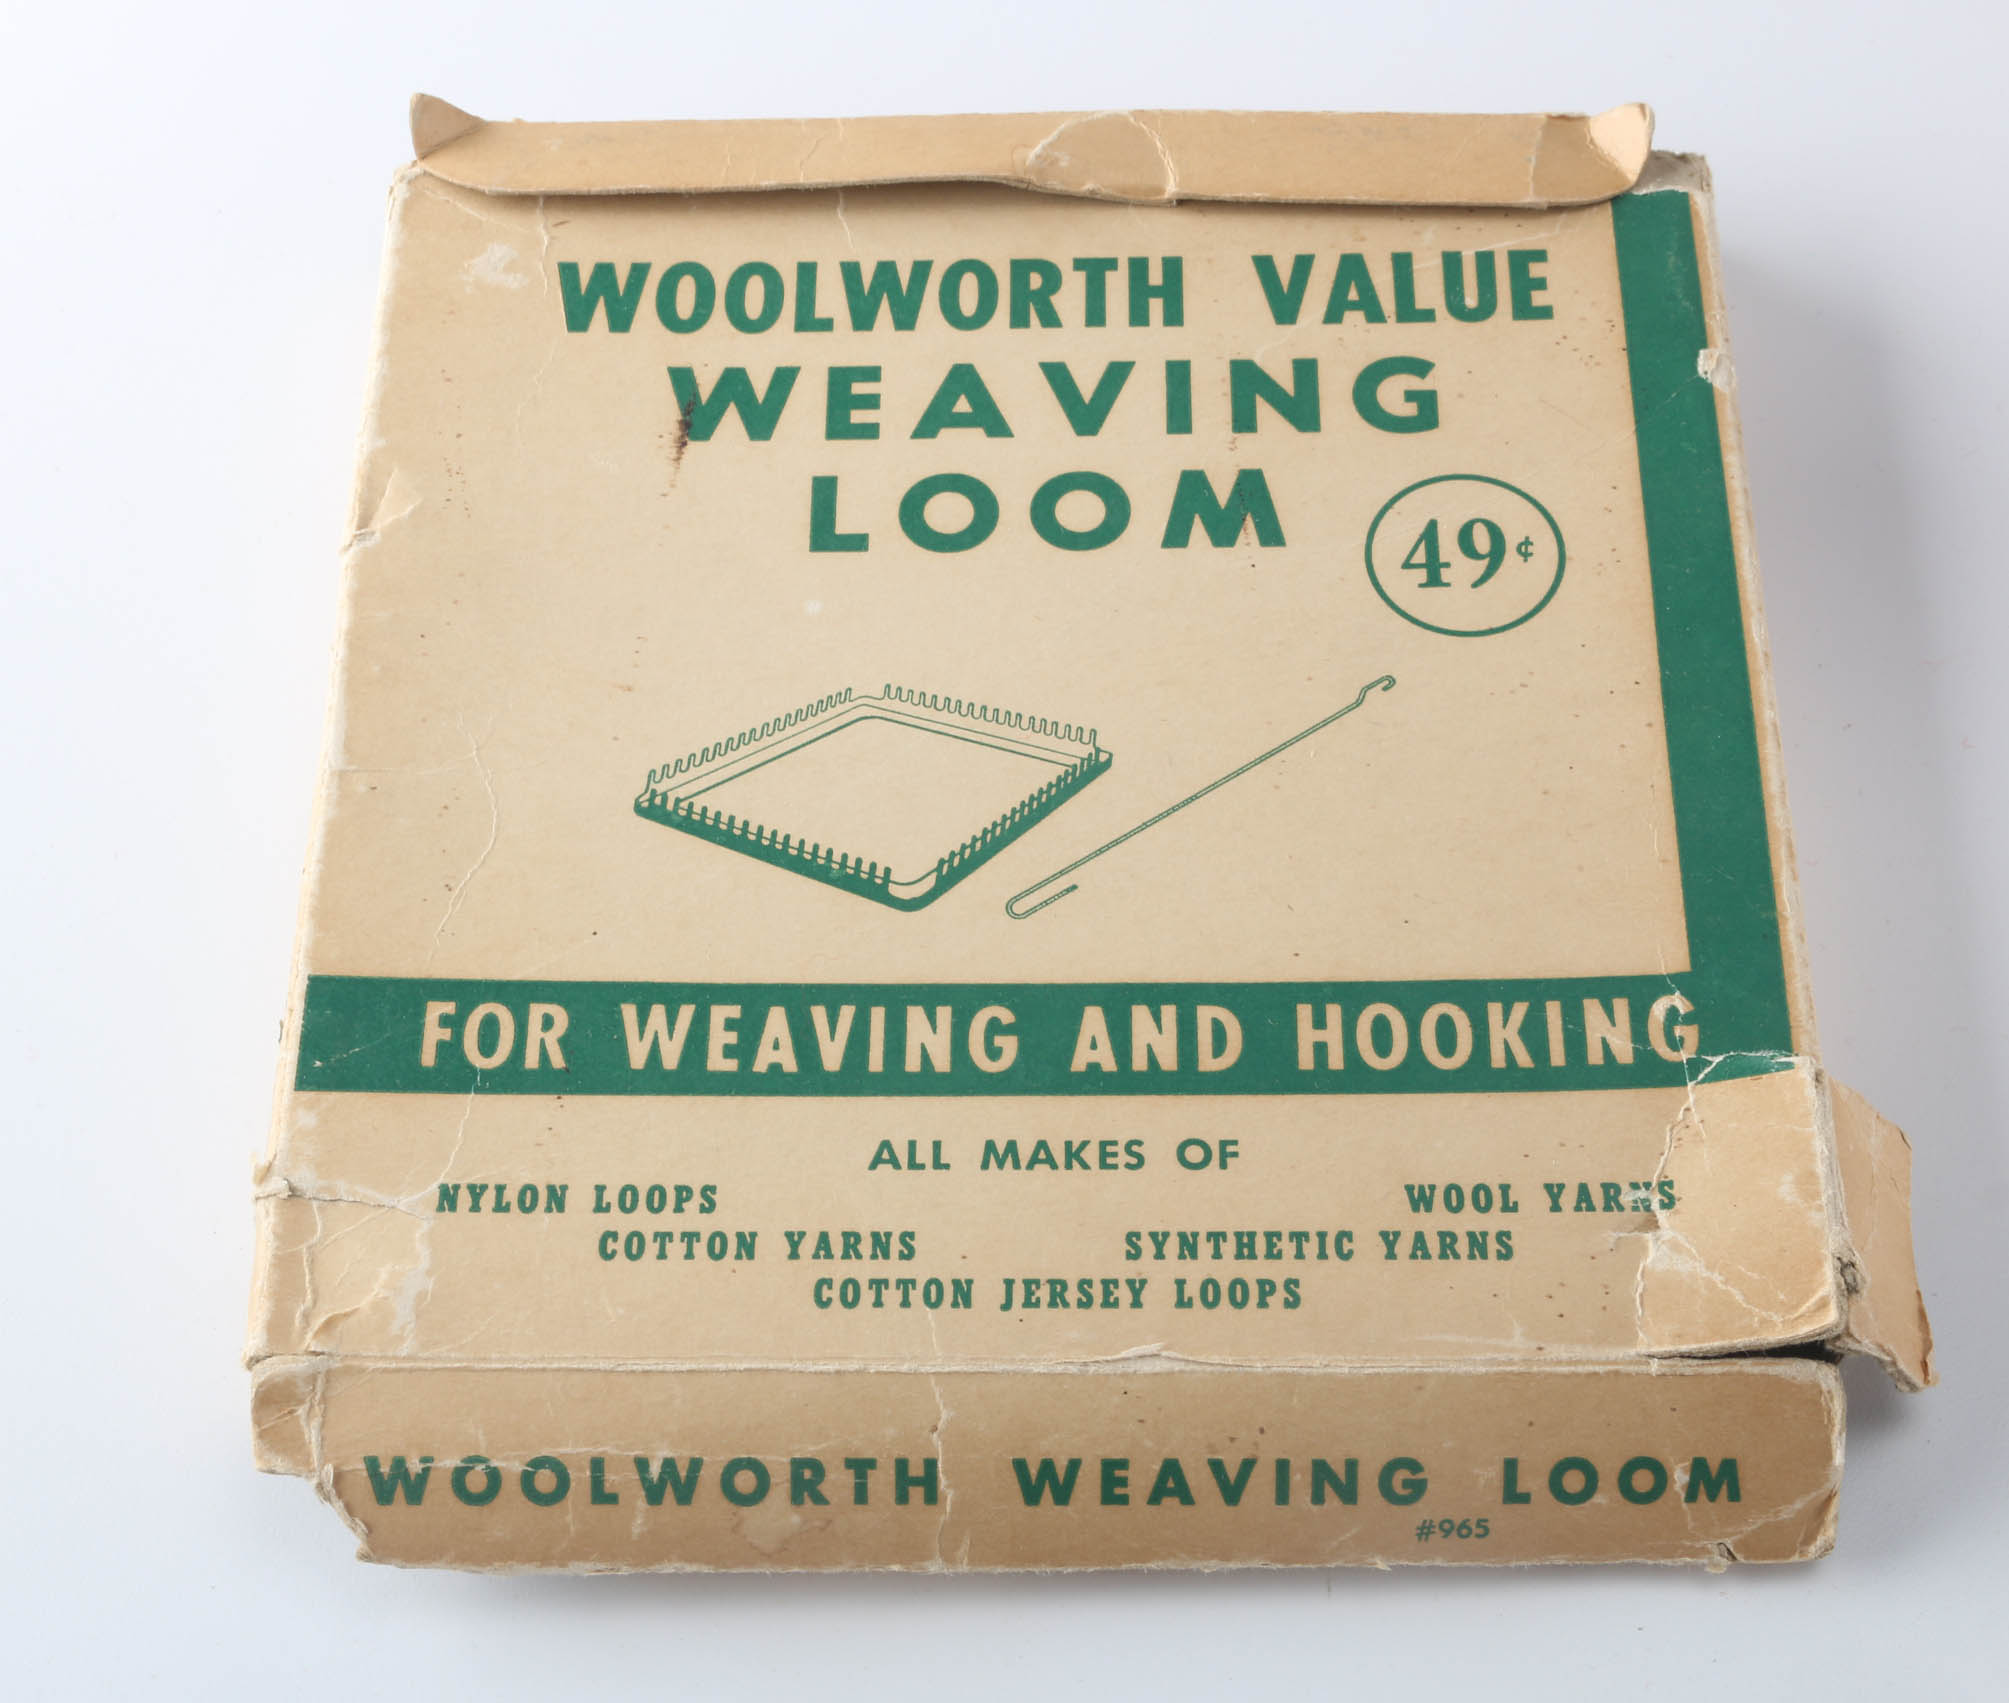 WOOLWORTH VALUE
WEAVING
LOOM
49¢
FOR WEAVING AND HOOKING
ALL MAKES OF
NYLON LOOPS WOOL YARNS
COTTON YARNS SYNTHETIC YARNS
COTTON JERSEY LOOPS
WOOLWORTH WEAVING LOOM
#965